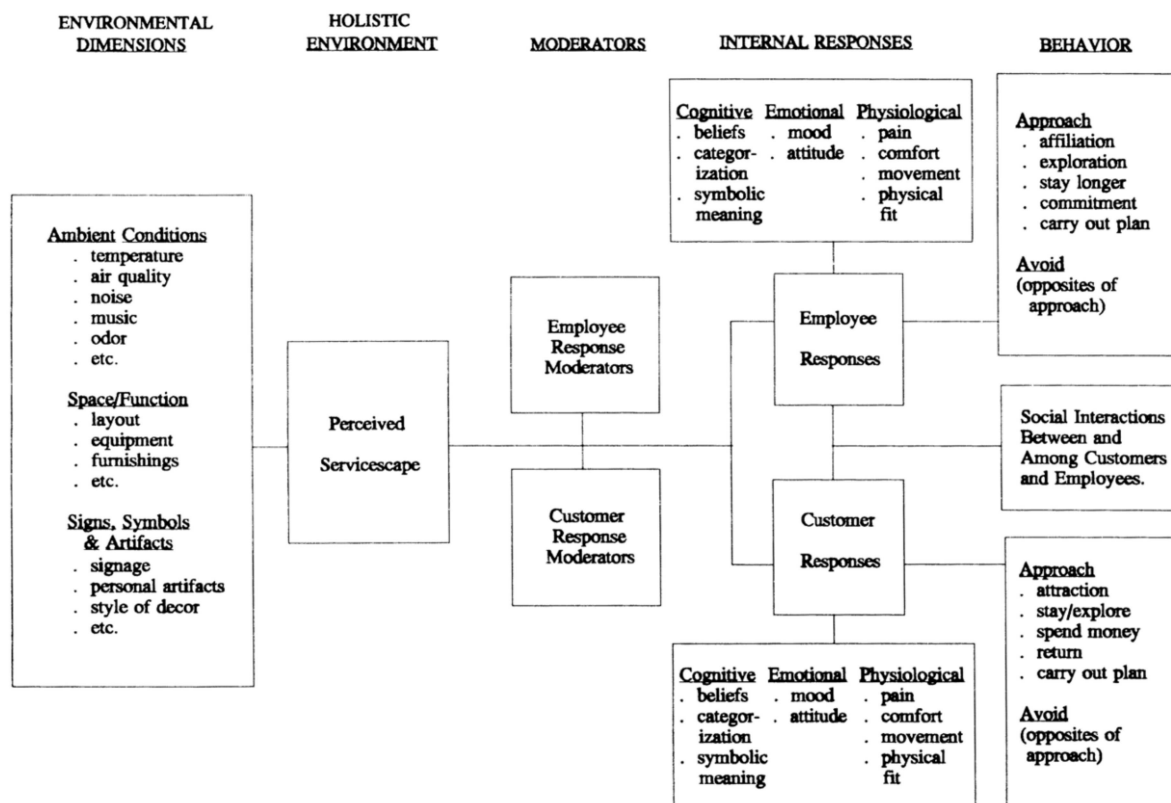 ENVIRONMENTAL
DIMENSIONS
HOLISTIC
ENVIRONMENT
MODERATORS
INTERNAL RESPONSES
BEHAVIOR
Ambient Conditions
. temperature
. air quality
. noise
. music
. odor
. etc.
Space/Function
. layout
. equipment
. furnishings
. etc.
Signs, Symbols
& Artifacts
. signage
. personal artifacts
. style of decor
. etc.
Perceived
Servicescape
Employee
Response
Moderators
Customer
Response
Moderators
Cognitive
. beliefs
. categor-
ization
. symbolic
meaning
Emotional
. mood
. attitude
Physiological
. pain
. comfort
. movement
. physical
fit
Employee
Responses
Customer
Responses
Cognitive
. beliefs
. categor-
ization
. symbolic
meaning
Emotional
. mood
. attitude
Physiological
. pain
. comfort
. movement
. physical
fit
Approach
. affiliation
. exploration
. stay longer
. commitment
. carry out plan
Avoid
(opposites of
approach)
Social Interactions
Between and
Among Customers
and Employees.
Approach
. attraction
. stay/explore
. spend money
. return
. carry out plan
Avoid
(opposites of
approach)